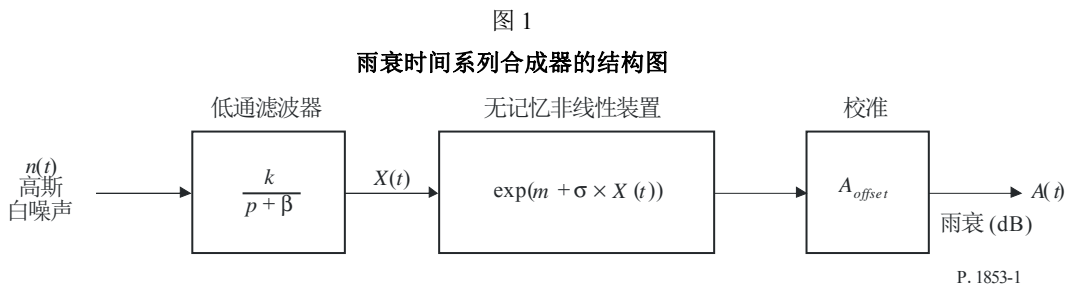 图 1
雨衰时间系列合成器的结构图
低通滤波器
无记忆非线性装置
校准
n(t)
高斯
白噪声
k
p + β
X(t)
exp(m + σ × X (t))
A_offset
A(t)
雨衰 (dB)
P. 1853-1